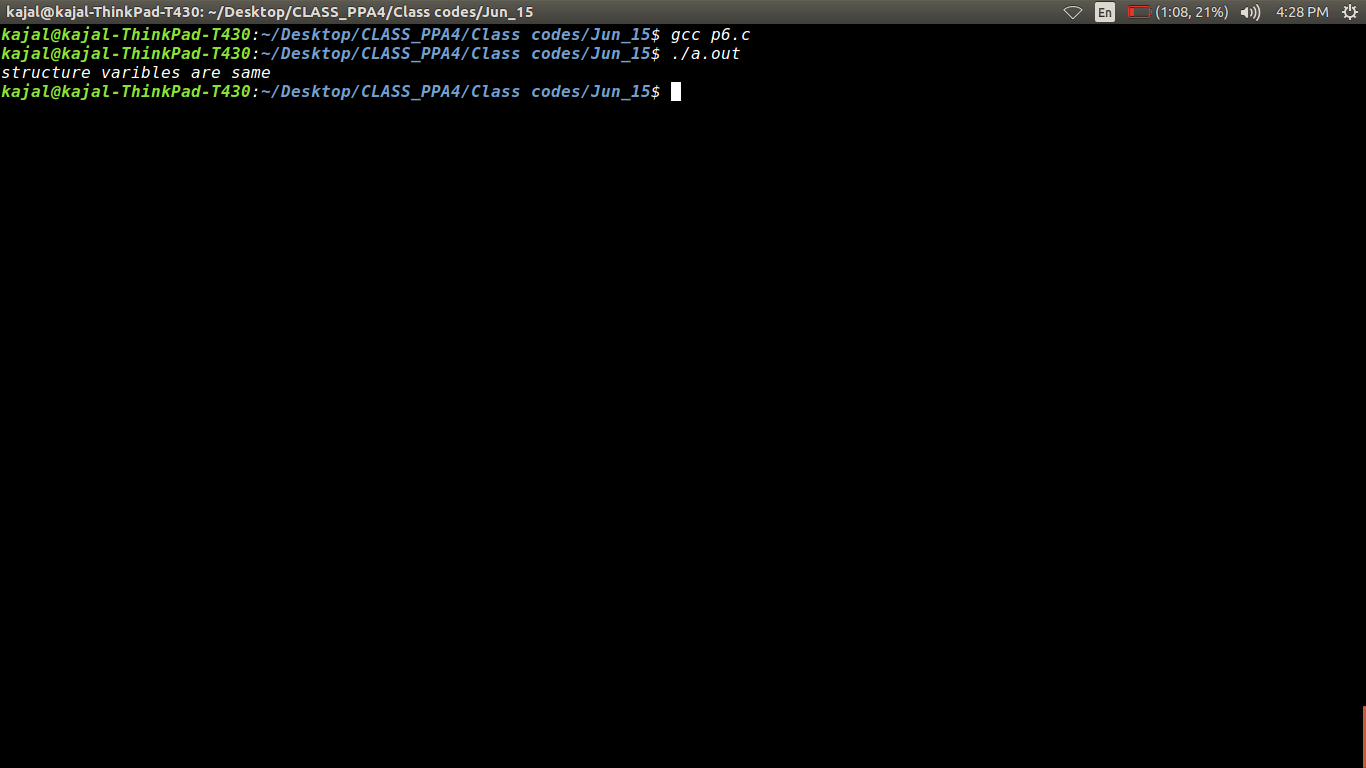 kajal@kajal-ThinkPad-T430: ~/Desktop/CLASS_PPA4/Class codes/Jun_15 En (1:08, 21%) 4:28 PM
kajal@kajal-ThinkPad-T430:~/Desktop/CLASS_PPA4/Class codes/Jun_15$ gcc p6.c
kajal@kajal-ThinkPad-T430:~/Desktop/CLASS_PPA4/Class codes/Jun_15$ ./a.out
structure varibles are same
kajal@kajal-ThinkPad-T430:~/Desktop/CLASS_PPA4/Class codes/Jun_15$